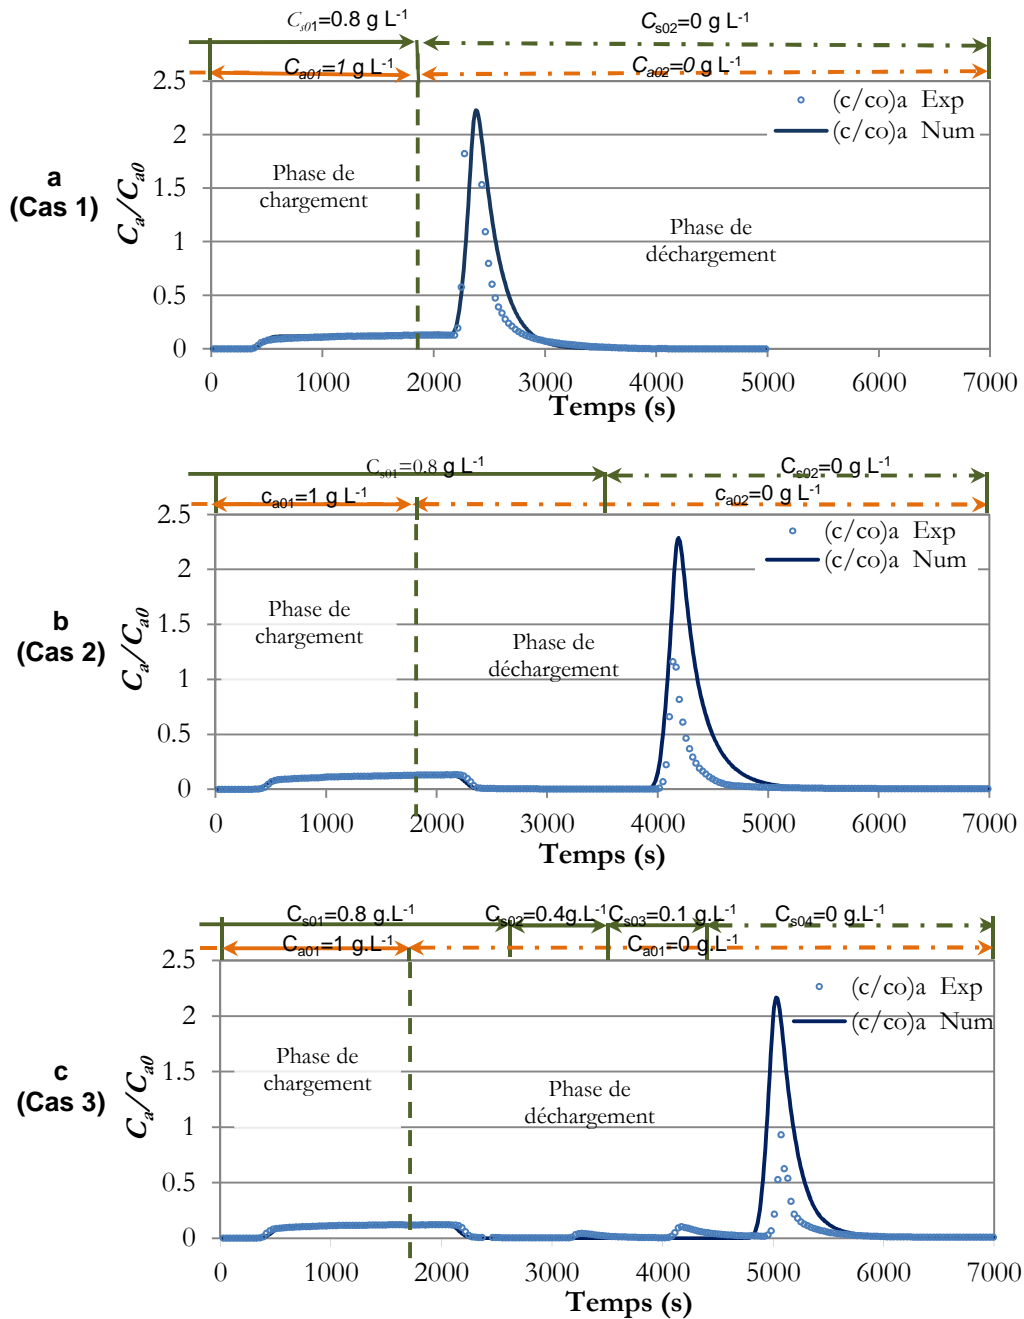 Cs01=0.8 g L-1 Cs02=0 g L-1
Ca01=1 g L-1 Ca02=0 g L-1
2.5
(c/co)a Exp
2
(c/co)a Num
Phase de
chargement
a
(Cas 1)
Ca/Ca0
1.5
Phase de
déchargement
1
0.5
0
0 1000 2000 3000 4000 5000 6000 7000
Temps (s)
Cs01=0.8 g L-1 Cs02=0 g L-1
ca01=1 g L-1 ca02=0 g L-1
2.5
(c/co)a Exp
(c/co)a Num
2
Phase de
chargement
b
(Cas 2)
Ca/Ca0
1.5
Phase de
déchargement
1
0.5
0
0 1000 2000 3000 4000 5000 6000 7000
Temps (s)
Cs01=0.8 g.L-1 Cs02=0.4g.L-1 Cs03=0.1 g.L-1 Cs04=0 g.L-1
Ca01=1 g.L-1 Ca01=0 g.L-1
2.5
(c/co)a Exp
2
(c/co)a Num
Phase de
chargement
c
(Cas 3)
Ca/Ca0
1.5
Phase de
déchargement
1
0.5
0
0 1000 2000 3000 4000 5000 6000 7000
Temps (s)